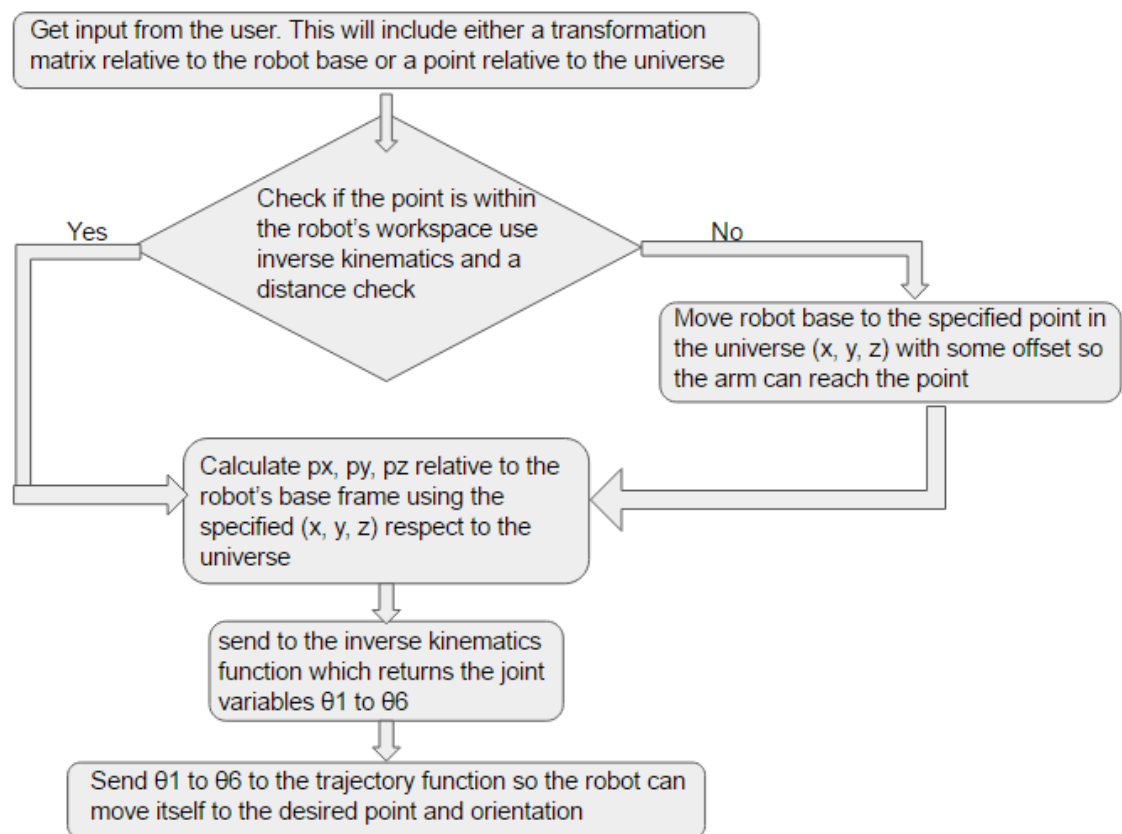 Get input from the user. This will include either a transformation
matrix relative to the robot base or a point relative to the universe
Check if the point is within
the robot's workspace use
inverse kinematics and a
distance check
Yes
No
Move robot base to the specified point in
the universe (x, y, z) with some offset so
the arm can reach the point
Calculate px, py, pz relative to the
robot's base frame using the
specified (x, y, z) respect to the
universe
send to the inverse kinematics
function which returns the joint
variables θ1 to θ6
Send θ1 to θ6 to the trajectory function so the robot can
move itself to the desired point and orientation